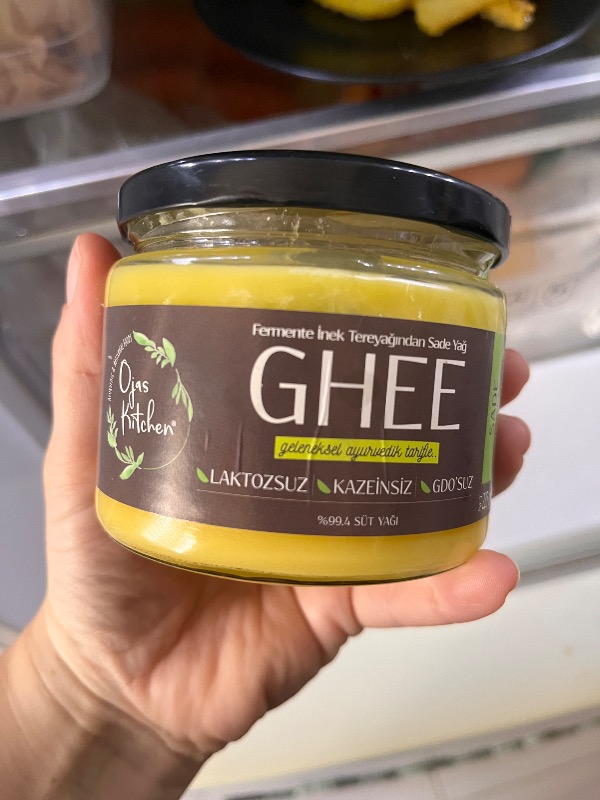 Fermente İnek Tereyağından Sade Yağ
GHEE
geleneksel ayurvedik tarifle..
LAKTOZSUZ | KAZEİNSİZ | GDO'SUZ
%99.4 SÜT YAĞI
Ojas
Kitchen®
SADE